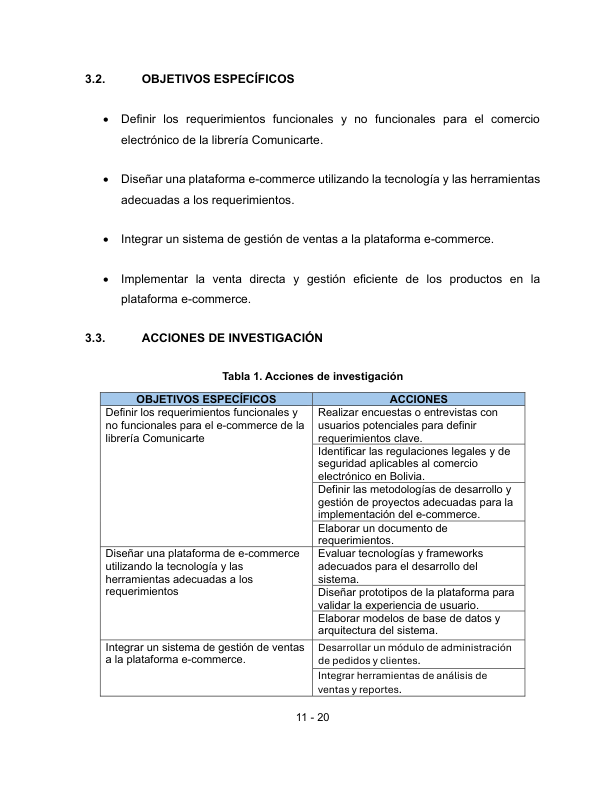 3.2. OBJETIVOS ESPECÍFICOS
• Definir los requerimientos funcionales y no funcionales para el comercio
electrónico de la librería Comunicarte.
• Diseñar una plataforma e-commerce utilizando la tecnología y las herramientas
adecuadas a los requerimientos.
• Integrar un sistema de gestión de ventas a la plataforma e-commerce.
• Implementar la venta directa y gestión eficiente de los productos en la
plataforma e-commerce.
3.3. ACCIONES DE INVESTIGACIÓN
Tabla 1. Acciones de investigación
OBJETIVOS ESPECÍFICOS
ACCIONES
Definir los requerimientos funcionales y
no funcionales para el e-commerce de la
librería Comunicarte
Realizar encuestas o entrevistas con
usuarios potenciales para definir
requerimientos clave.
Identificar las regulaciones legales y de
seguridad aplicables al comercio
electrónico en Bolivia.
Definir las metodologías de desarrollo y
gestión de proyectos adecuadas para la
implementación del e-commerce.
Elaborar un documento de
requerimientos.
Diseñar una plataforma de e-commerce
utilizando la tecnología y las
herramientas adecuadas a los
requerimientos
Evaluar tecnologías y frameworks
adecuados para el desarrollo del
sistema.
Diseñar prototipos de la plataforma para
validar la experiencia de usuario.
Elaborar modelos de base de datos y
arquitectura del sistema.
Integrar un sistema de gestión de ventas
a la plataforma e-commerce.
Desarrollar un módulo de administración
de pedidos y clientes.
Integrar herramientas de análisis de
ventas y reportes.
11 - 20